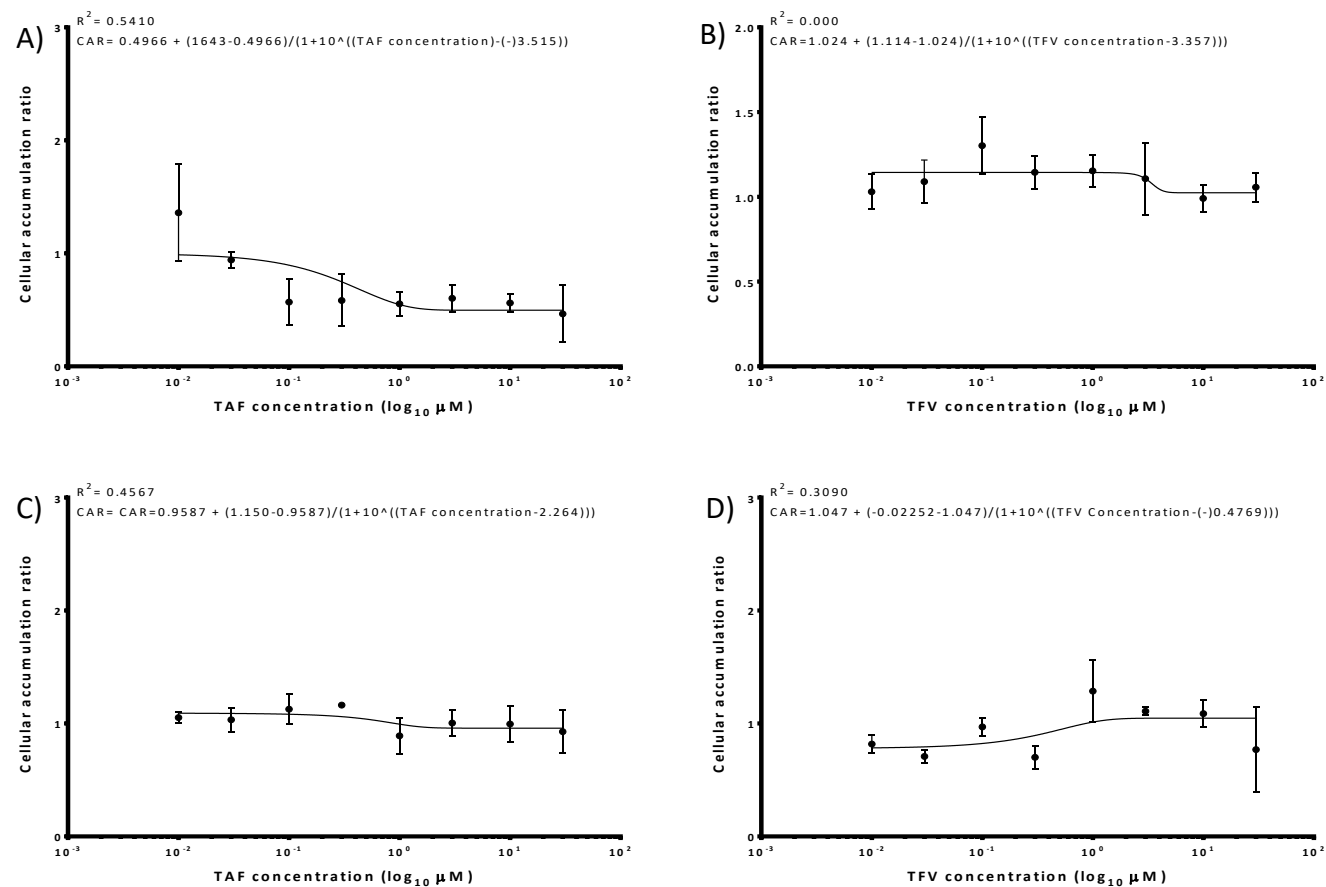 A)
R2= 0.5410
CAR= 0.4966 + (1643-0.4966)/(1+10^((TAF concentration)-(-)3.515))
3
2
1
0
Cellular accumulation ratio
10-3 10-2 10-1 100 101 102
TAF concentration (log10 µM)
B)
R2= 0.000
CAR=1.024 + (1.114-1.024)/(1+10^((TFV concentration-3.357)))
2.0
1.5
1.0
0.5
0.0
Cellular accumulation ratio
10-3 10-2 10-1 100 101 102
TFV concentration (log10 µM)
C)
R2= 0.4567
CAR= CAR=0.9587 + (1.150-0.9587)/(1+10^((TAF concentration-2.264)))
3
2
1
0
Cellular accumulation ratio
10-3 10-2 10-1 100 101 102
TAF concentration (log10 µM)
D)
R2= 0.3090
CAR=1.047 + (-0.02252-1.047)/(1+10^((TFV Concentration-(-)0.4769)))
3
2
1
0
Cellular accumulation ratio
10-3 10-2 10-1 100 101 102
TFV concentration (log10 µM)